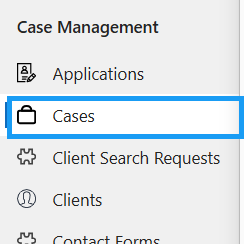 Case Management
Applications
Cases
Client Search Requests
Clients
Contact Forms